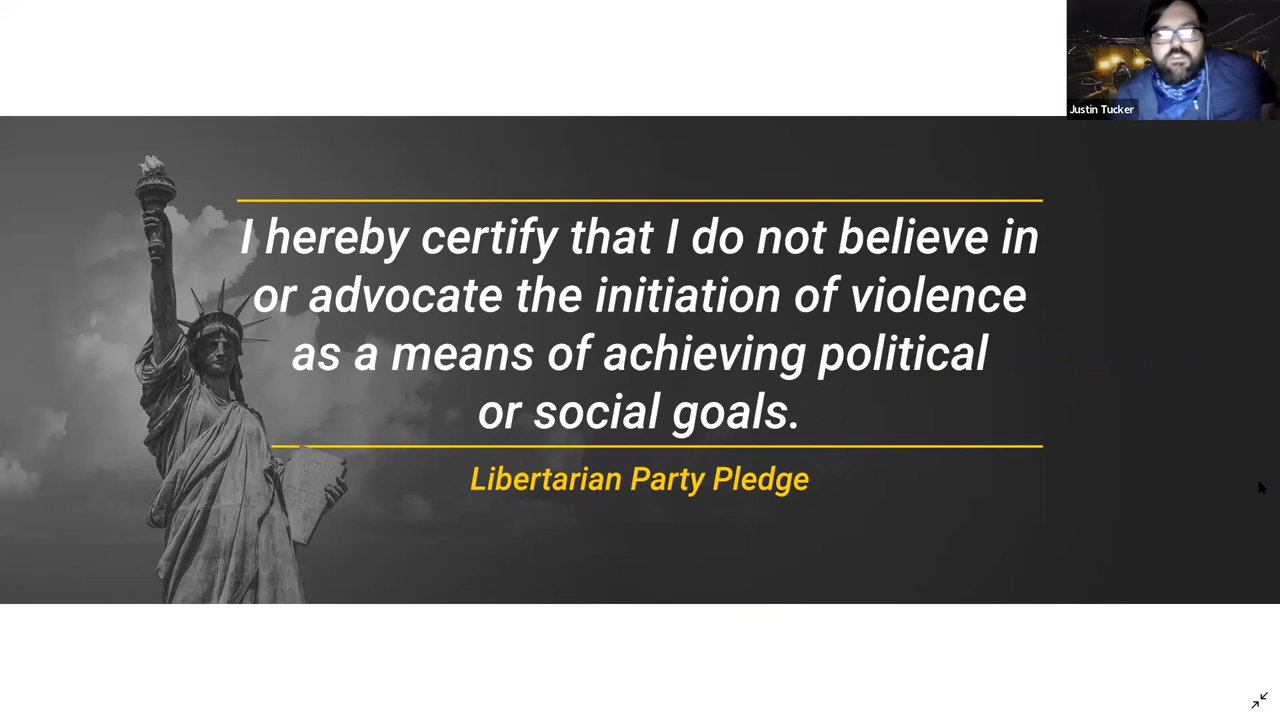 Justin Tucker
I hereby certify that I do not believe in
or advocate the initiation of violence
as a means of achieving political
or social goals.
Libertarian Party Pledge